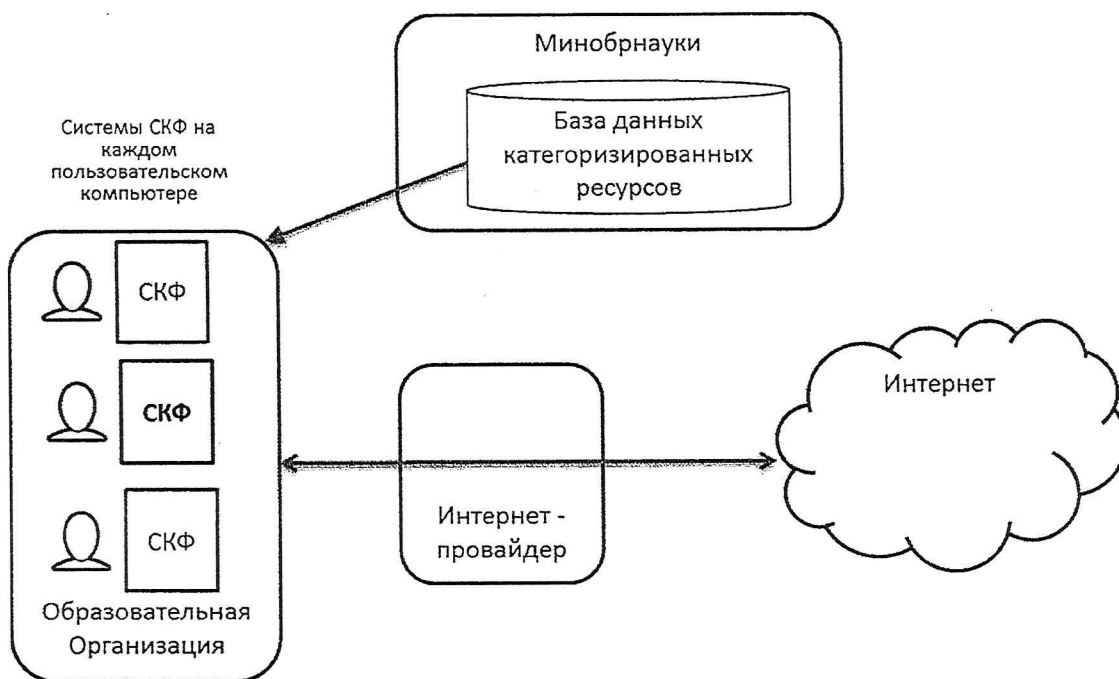 Минобрнауки
База данных
категоризированных
ресурсов
Системы СКФ на
каждом
пользовательском
компьютере
СКФ
СКФ
СКФ
Образовательная
Организация
Интернет -
провайдер
Интернет